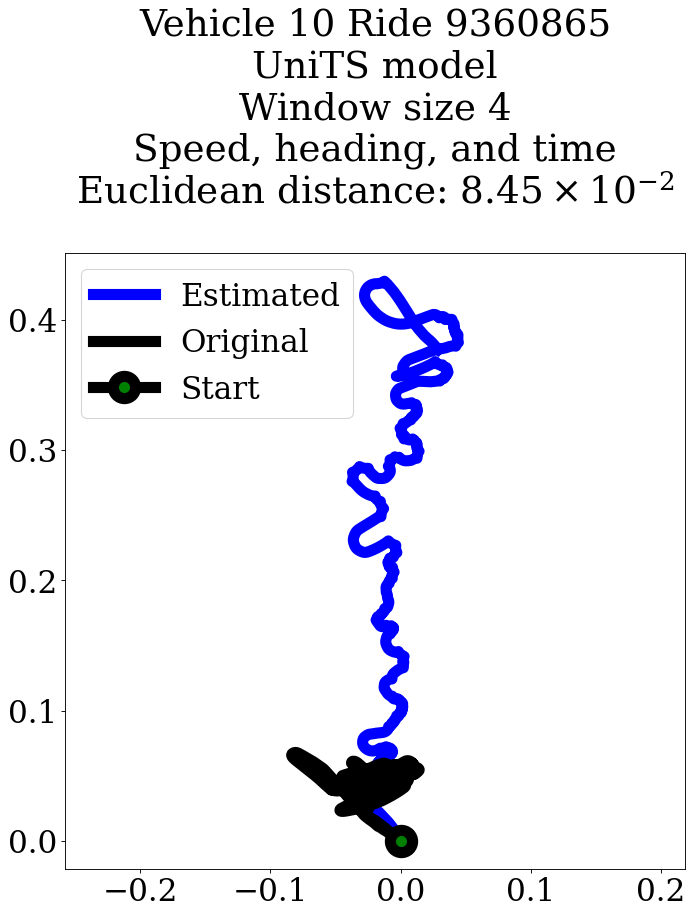 Vehicle 10 Ride 9360865
UniTS model
Window size 4
Speed, heading, and time
Euclidean distance: 8.45 × 10⁻²
Estimated
Original
Start
0.4
0.3
0.2
0.1
0.0
−0.2
−0.1
0.0
0.1
0.2